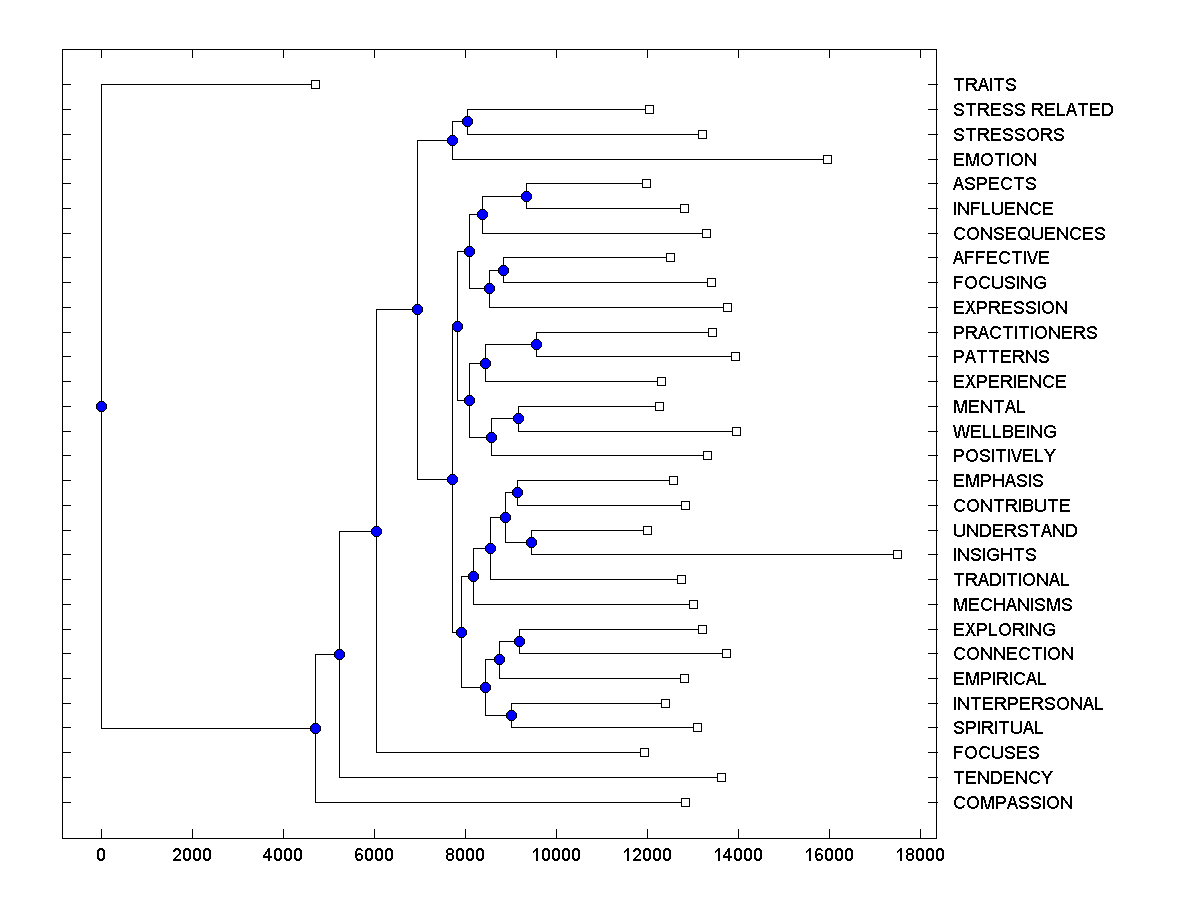 TRAITS
STRESS RELATED
STRESSORS
EMOTION
ASPECTS
INFLUENCE
CONSEQUENCES
AFFECTIVE
FOCUSING
EXPRESSION
PRACTITIONERS
PATTERNS
EXPERIENCE
MENTAL
WELLBEING
POSITIVELY
EMPHASIS
CONTRIBUTE
UNDERSTAND
INSIGHTS
TRADITIONAL
MECHANISMS
EXPLORING
CONNECTION
EMPIRICAL
INTERPERSONAL
SPIRITUAL
FOCUSES
TENDENCY
COMPASSION
0 2000 4000 6000 8000 10000 12000 14000 16000 18000